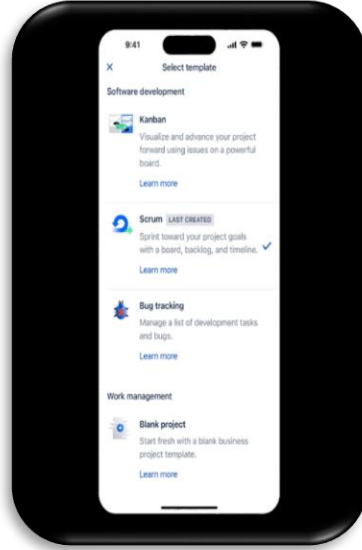 9:41
Select template
Software development
Kanban
Visualize and advance your project
forward using issues on a powerful
board.
Learn more
Scrum LAST CREATED
Sprint toward your project goals
with a board, backlog, and timeline.
Learn more
Bug tracking
Manage a list of development tasks
and bugs.
Learn more
Work management
Blank project
Start fresh with a blank business
project template.
Learn more